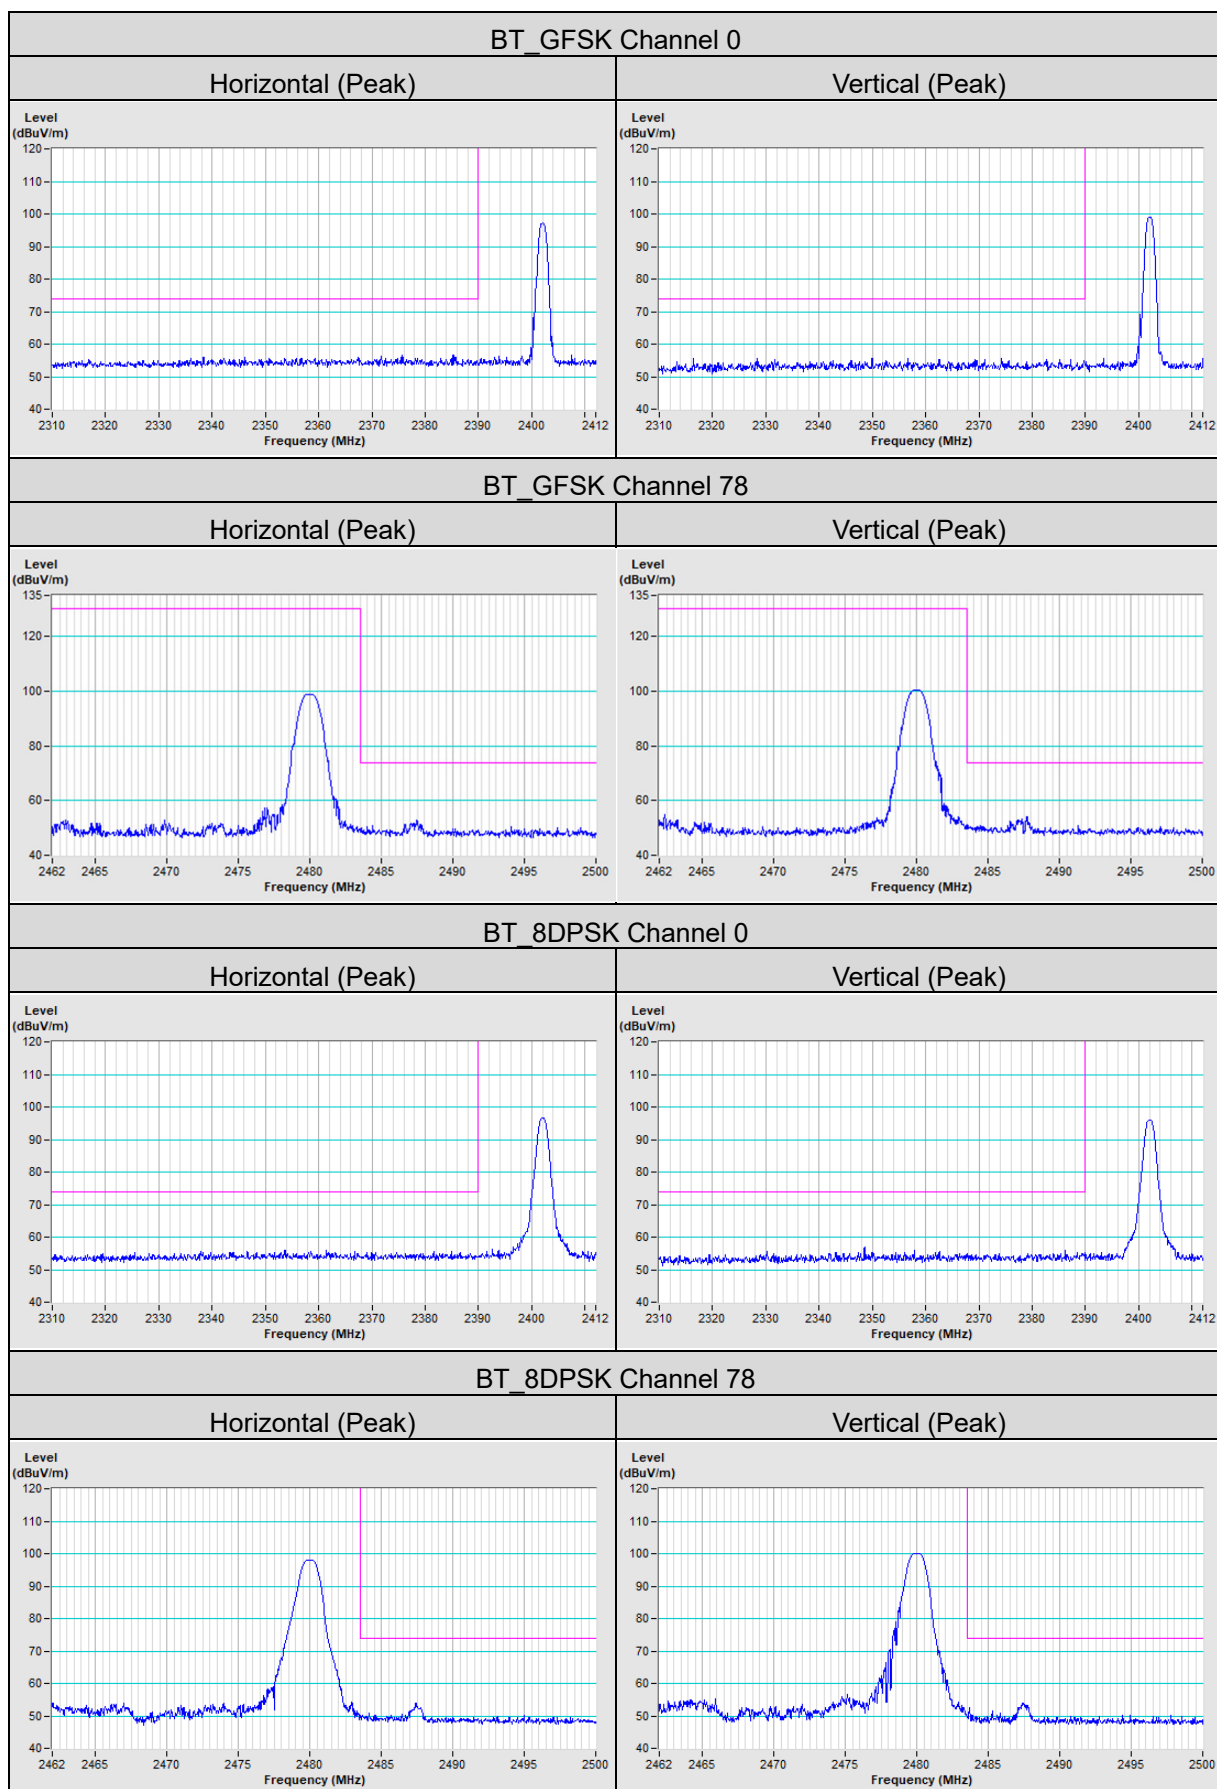 BT_GFSK Channel 0
Horizontal (Peak) Vertical (Peak)
Level
(dBuV/m)
120
110
100
90
80
70
60
50
40
2310 2320 2330 2340 2350 2360 2370 2380 2390 2400 2412
Frequency (MHz)
Level
(dBuV/m)
120
110
100
90
80
70
60
50
40
2310 2320 2330 2340 2350 2360 2370 2380 2390 2400 2412
Frequency (MHz)
BT_GFSK Channel 78
Horizontal (Peak) Vertical (Peak)
Level
(dBuV/m)
135
120
100
80
60
40
2462 2465 2470 2475 2480 2485 2490 2495 2500
Frequency (MHz)
Level
(dBuV/m)
135
120
100
80
60
40
2462 2465 2470 2475 2480 2485 2490 2495 2500
Frequency (MHz)
BT_8DPSK Channel 0
Horizontal (Peak) Vertical (Peak)
Level
(dBuV/m)
120
110
100
90
80
70
60
50
40
2310 2320 2330 2340 2350 2360 2370 2380 2390 2400 2412
Frequency (MHz)
Level
(dBuV/m)
120
110
100
90
80
70
60
50
40
2310 2320 2330 2340 2350 2360 2370 2380 2390 2400 2412
Frequency (MHz)
BT_8DPSK Channel 78
Horizontal (Peak) Vertical (Peak)
Level
(dBuV/m)
120
110
100
90
80
70
60
50
40
2462 2465 2470 2475 2480 2485 2490 2495 2500
Frequency (MHz)
Level
(dBuV/m)
120
110
100
90
80
70
60
50
40
2462 2465 2470 2475 2480 2485 2490 2495 2500
Frequency (MHz)